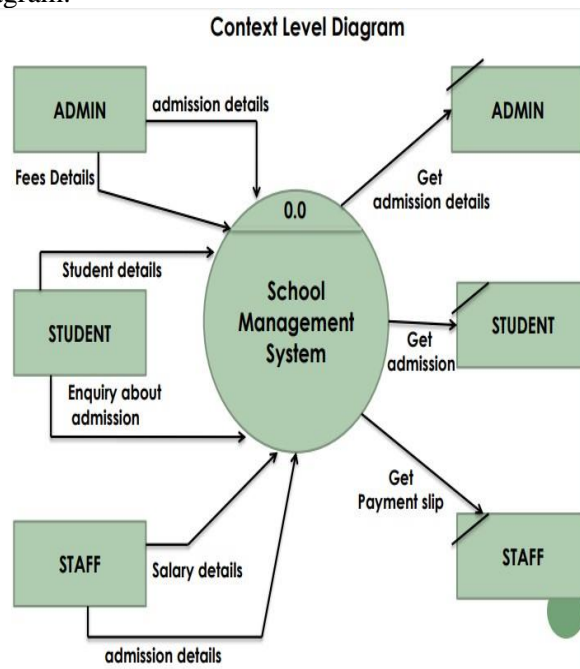 agram:
Context Level Diagram
ADMIN
admission details
Fees Details
ADMIN
Get
admission details
0.0
Student details
STUDENT
School
Management
System
STUDENT
Get
admission
Enquiry about
admission
Get
Payment slip
STAFF
Salary details
admission details
STAFF